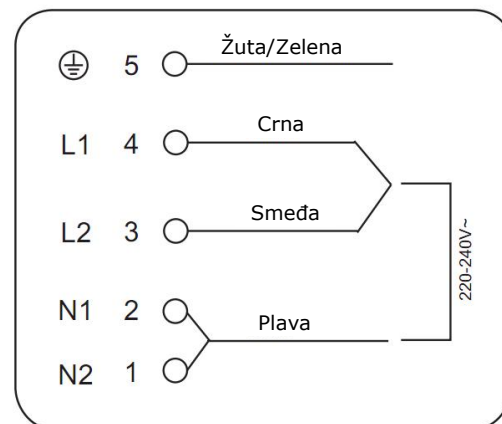 5 Žuta/Zelena
L1 4 Crna
L2 3 Smeđa
N1 2
Plava
N2 1
220-240V~